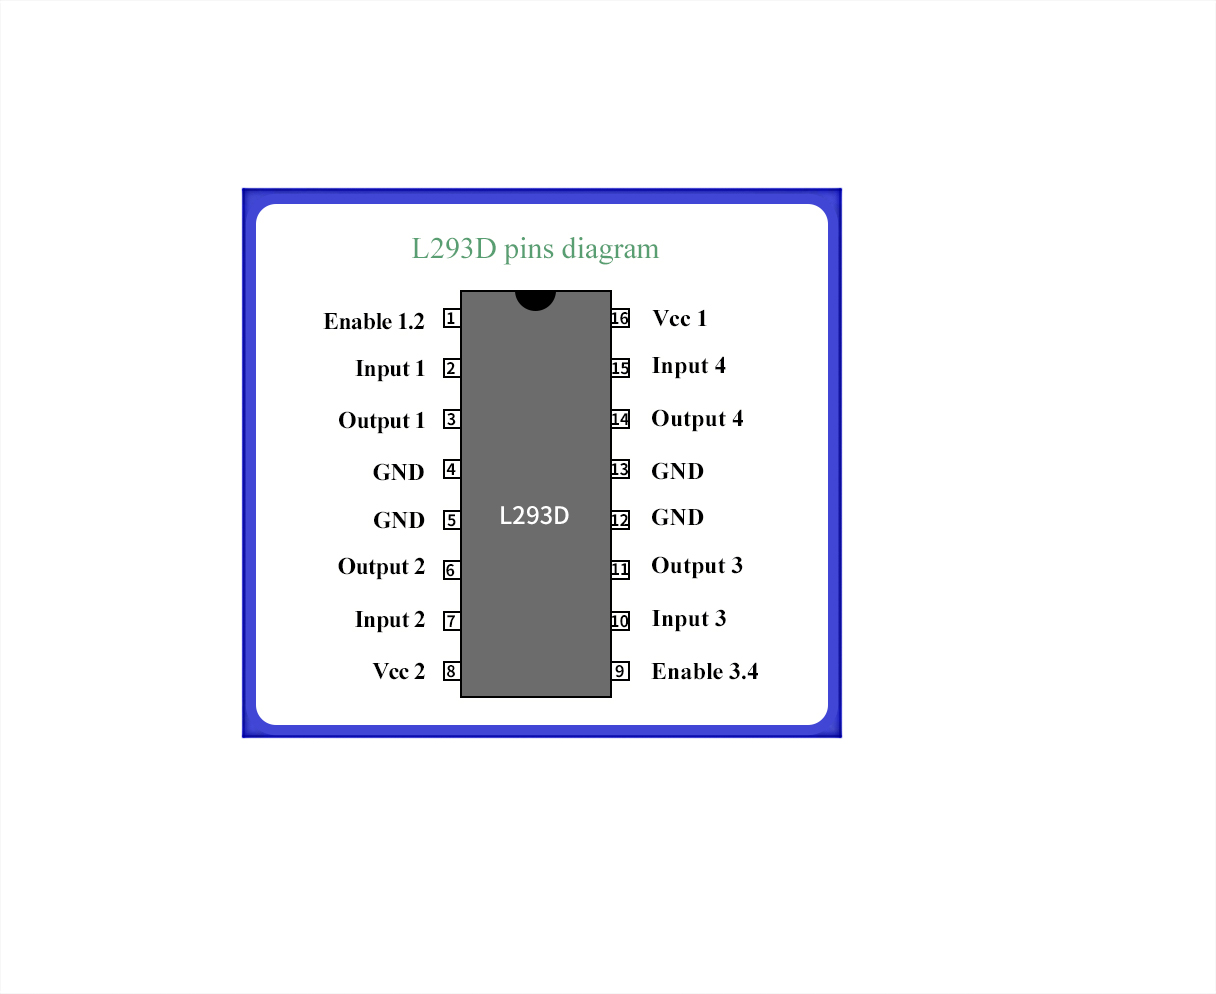 L293D pins diagram
Enable 1.2 1 16 Vcc 1
Input 1 2 15 Input 4
Output 1 3 14 Output 4
GND 4 13 GND
L293D
GND 5 12 GND
Output 2 6 11 Output 3
Input 2 7 10 Input 3
Vcc 2 8 9 Enable 3.4